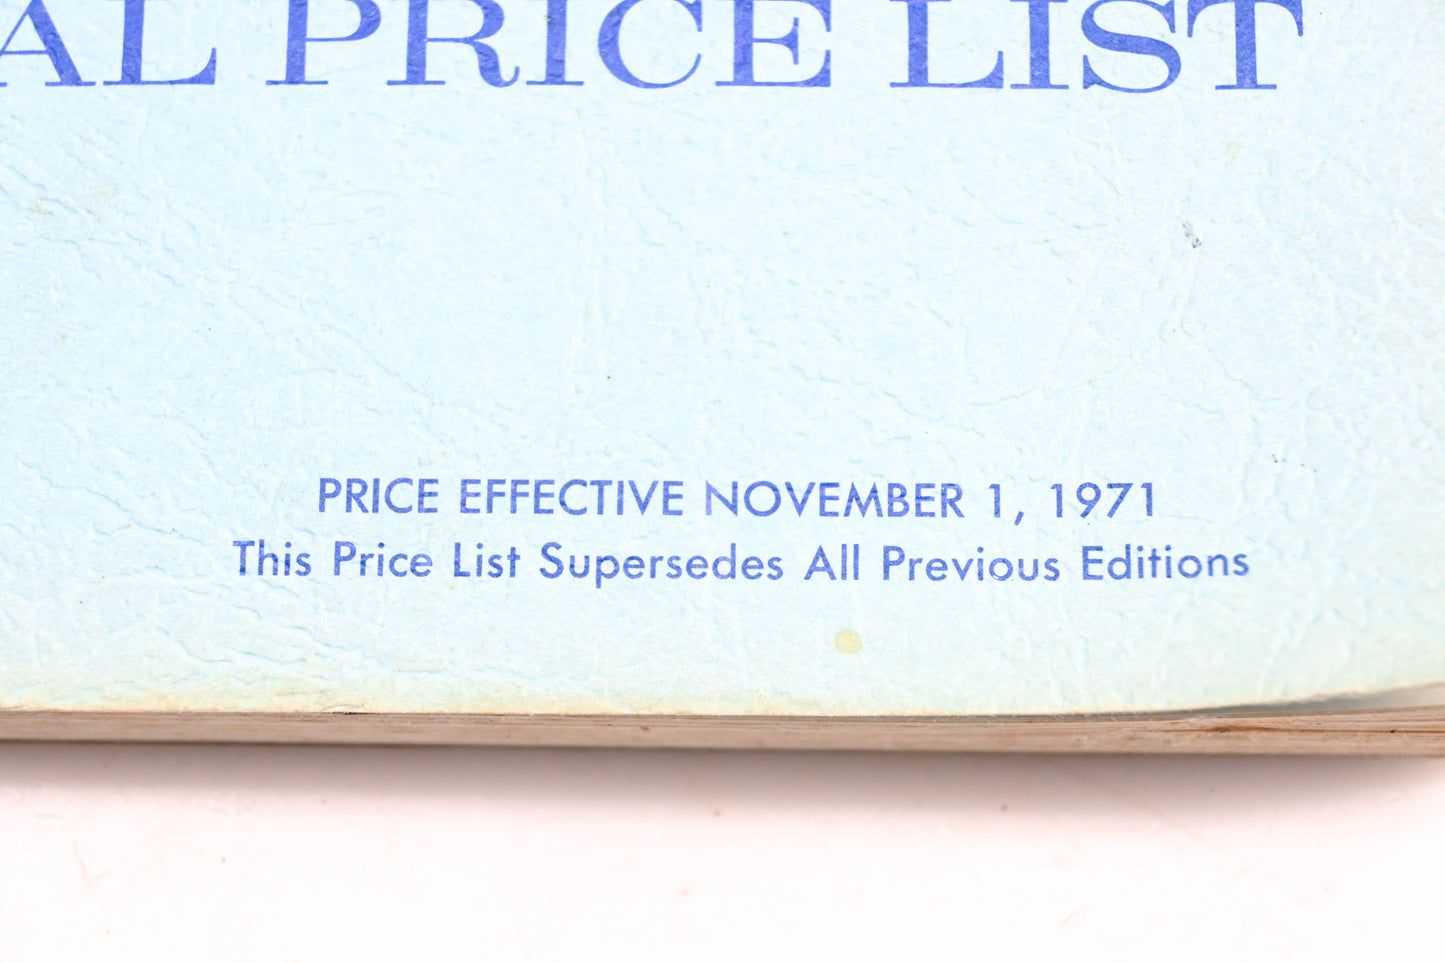 AL PRICE LIST
PRICE EFFECTIVE NOVEMBER 1, 1971
This Price List Supersedes All Previous Editions